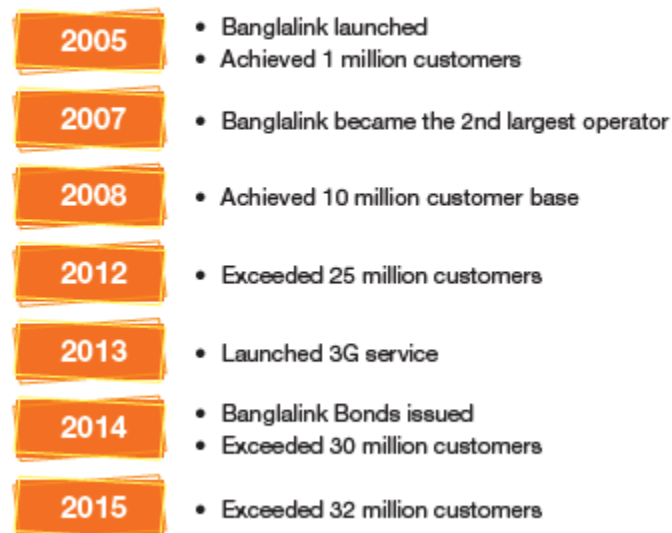 2005
• Banglalink launched
• Achieved 1 million customers
2007
• Banglalink became the 2nd largest operator
2008
• Achieved 10 million customer base
2012
• Exceeded 25 million customers
2013
• Launched 3G service
2014
• Banglalink Bonds issued
• Exceeded 30 million customers
2015
• Exceeded 32 million customers